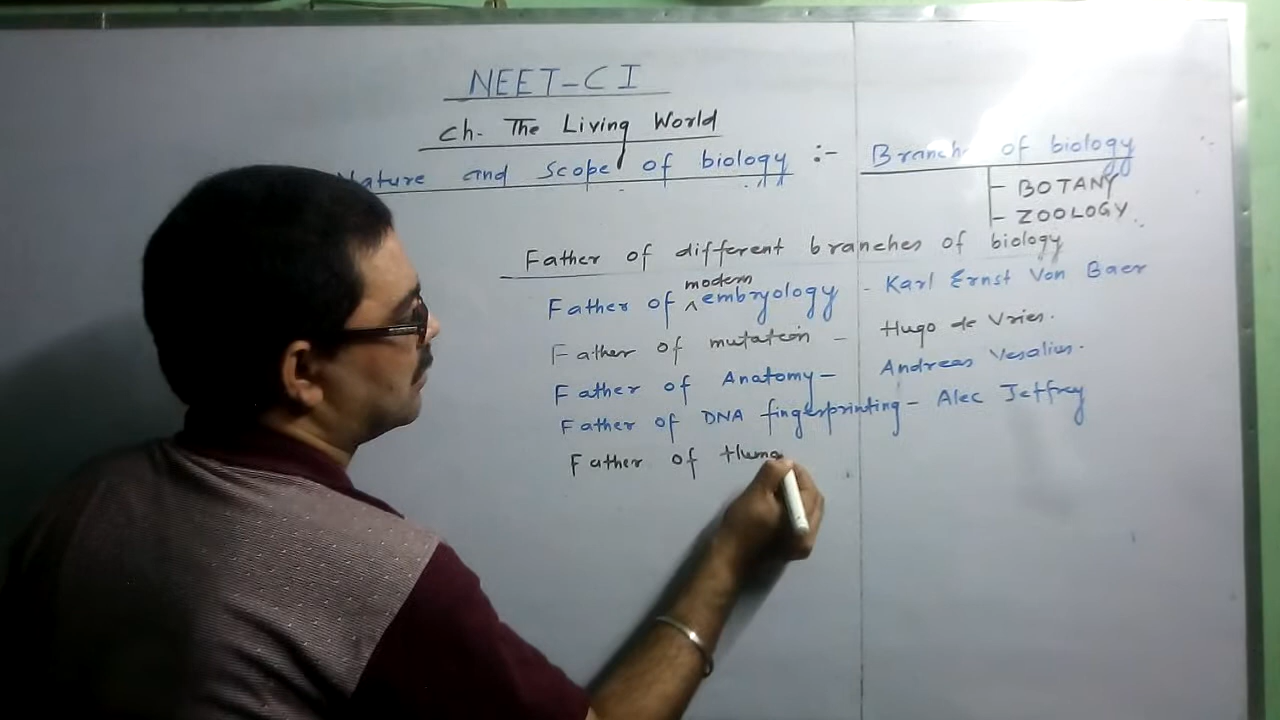 NEET-CI
Ch. The Living World
Nature and Scope of biology :- Branch of biology
- BOTANY
- ZOOLOGY.
Father of different branches of biology
Father of ^ modern embryology - Karl Ernst Von Baer
Father of mutation - Hugo de Vries.
Father of Anatomy - Andreas Vesalius.
Father of DNA fingerprinting - Alec Jeffrey
Father of Huma